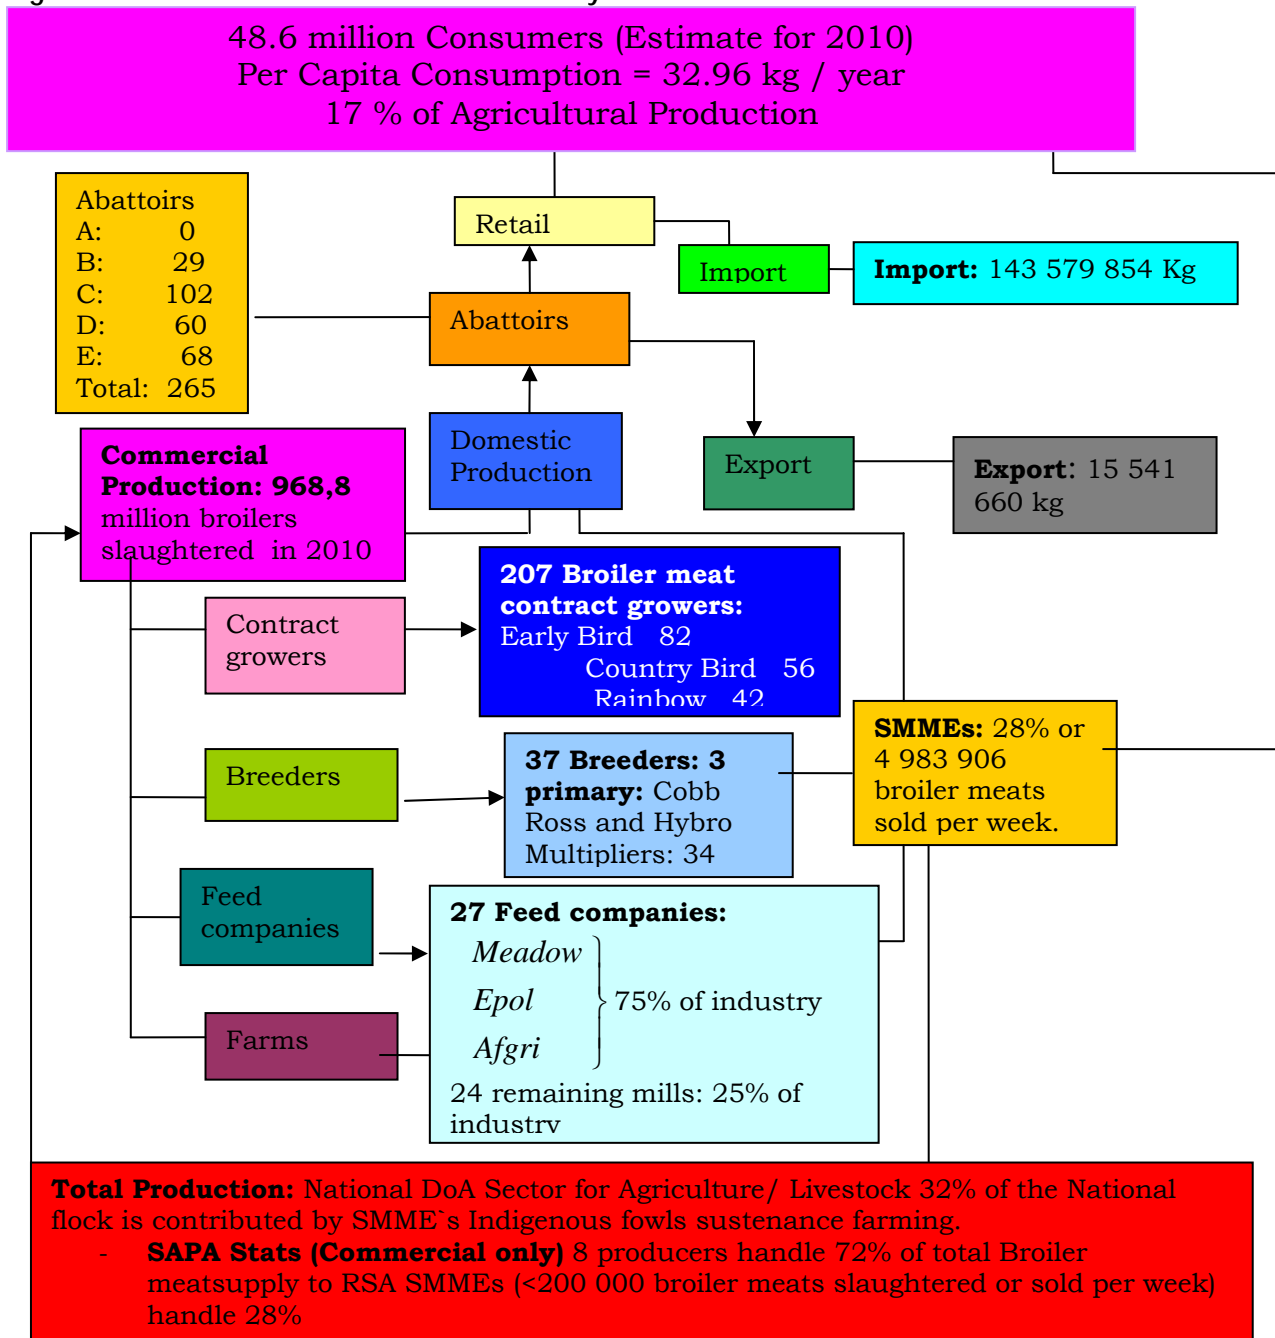 48.6 million Consumers (Estimate for 2010)
Per Capita Consumption = 32.96 kg / year
17 % of Agricultural Production
Abattoirs
A: 0
B: 29
C: 102
D: 60
E: 68
Total: 265
Retail
Import
Import: 143 579 854 Kg
Abattoirs
Domestic
Production
Export
Export: 15 541
660 kg
Commercial
Production: 968,8
million broilers
slaughtered in 2010
Contract
growers
207 Broiler meat
contract growers:
Early Bird 82
Country Bird 56
Rainbow 42
Breeders
37 Breeders: 3
primary: Cobb
Ross and Hybro
Multipliers: 34
SMMEs: 28% or
4 983 906
broiler meats
sold per week.
Feed
companies
27 Feed companies:
Meadow
Epol
Afgri
75% of industry
24 remaining mills: 25% of
industry
Farms
Total Production: National DoA Sector for Agriculture/ Livestock 32% of the National
flock is contributed by SMME`s Indigenous fowls sustenance farming.
- SAPA Stats (Commercial only) 8 producers handle 72% of total Broiler
meatsupply to RSA SMMEs (<200 000 broiler meats slaughtered or sold per week)
handle 28%